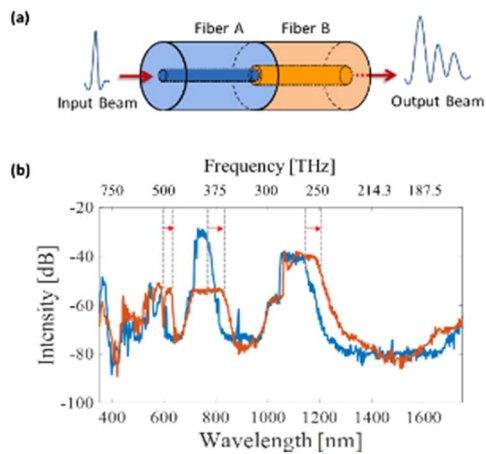 (a)
Fiber A Fiber B
Input Beam
Output Beam
(b)
Frequency [THz]
750 500 375 300 250 214.3 187.5
-20
-40
-60
-80
-100
Intensity [dB]
400 600 800 1000 1200 1400 1600
Wavelength [nm]